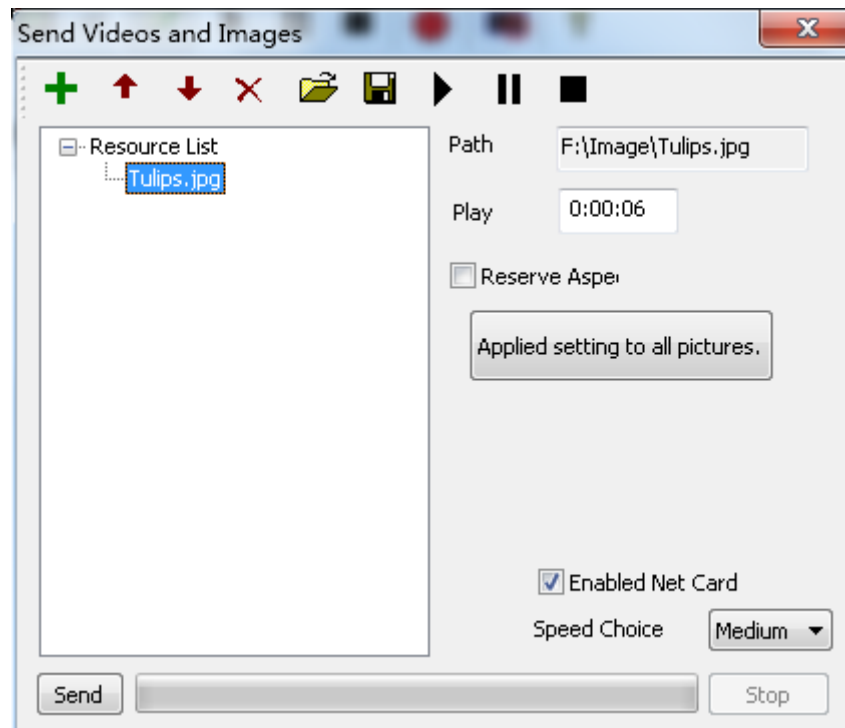 Send Videos and Images
Resource List
Tulips.jpg
Path
F:\Image\Tulips.jpg
Play
0:00:06
Reserve Aspe
Applied setting to all pictures.
Enabled Net Card
Speed Choice
Medium
Send
Stop